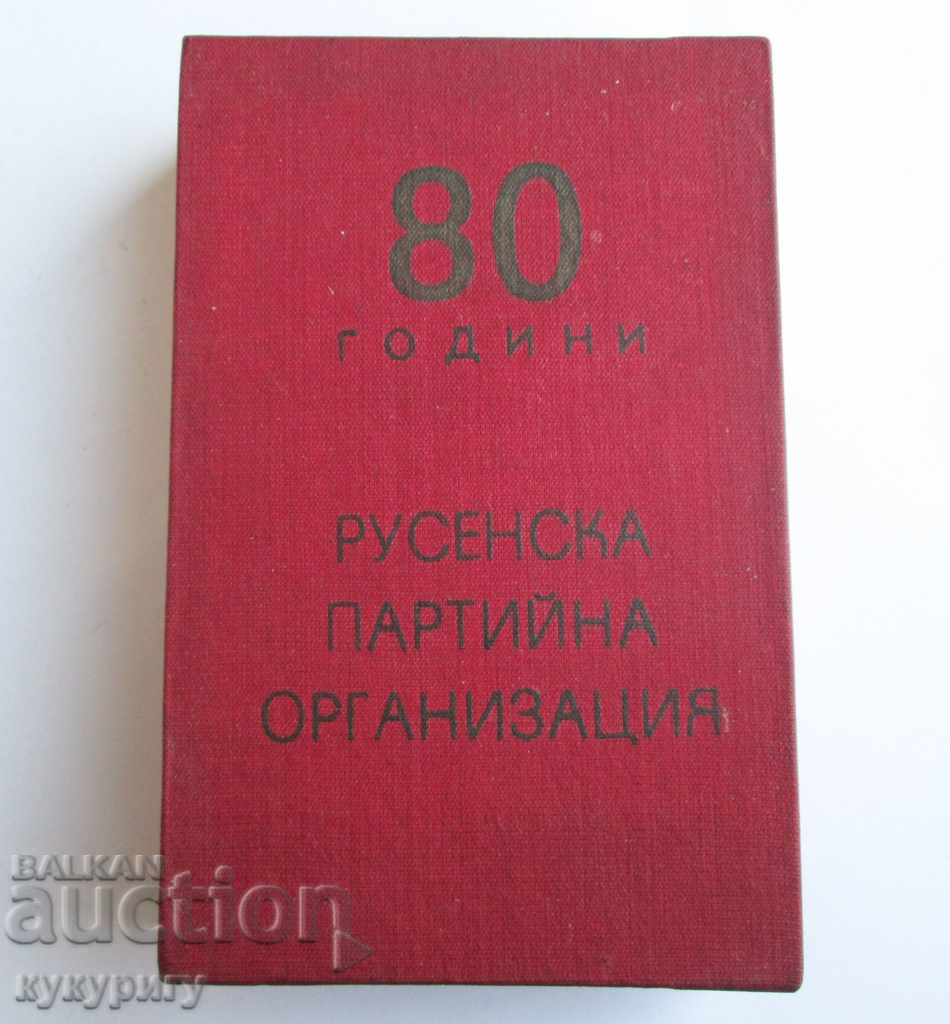 80
ГОДИНИ
РУСЕНСКА
ПАРТИЙНА
ОРГАНИЗАЦИЯ
BALKAN
auction
кукуригу